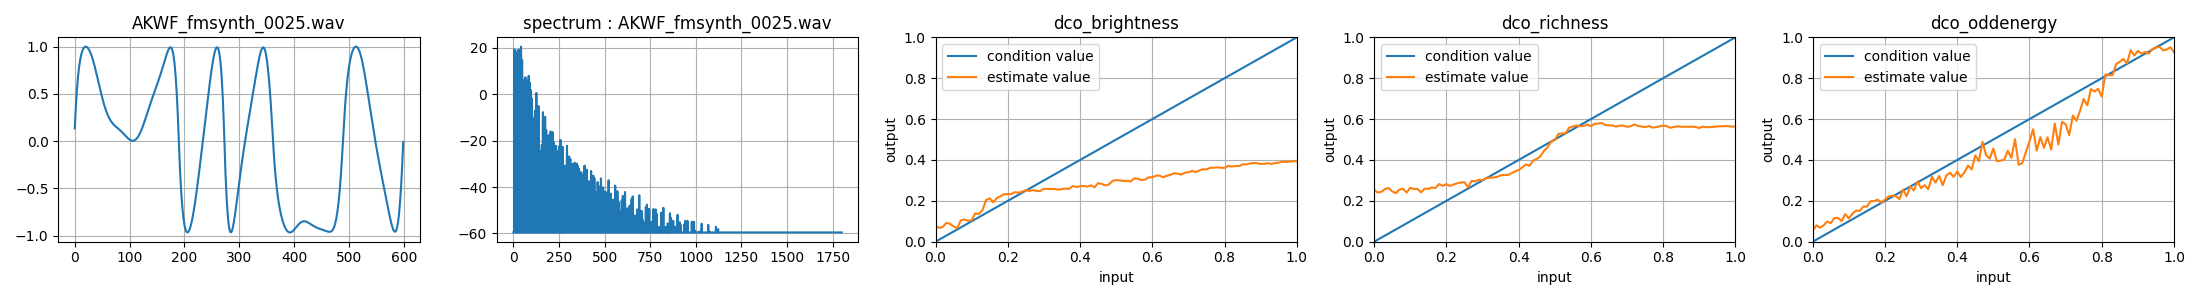 AKWF_fmsynth_0025.wav
1.0
0.5
0.0
−0.5
−1.0
0 100 200 300 400 500 600
spectrum : AKWF_fmsynth_0025.wav
20
0
−20
−40
−60
0 250 500 750 1000 1250 1500 1750
dco_brightness
condition value
estimate value
output
1.0
0.8
0.6
0.4
0.2
0.0
0.0 0.2 0.4 0.6 0.8 1.0
input
dco_richness
condition value
estimate value
output
1.0
0.8
0.6
0.4
0.2
0.0
0.0 0.2 0.4 0.6 0.8 1.0
input
dco_oddenergy
condition value
estimate value
output
1.0
0.8
0.6
0.4
0.2
0.0
0.0 0.2 0.4 0.6 0.8 1.0
input